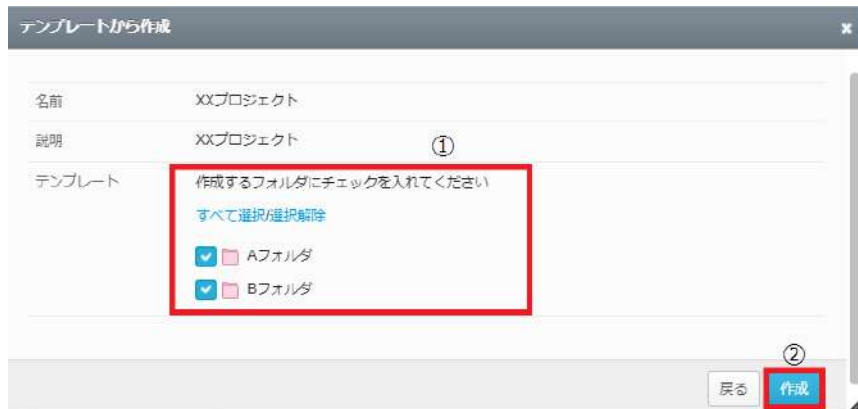 テンプレートから作成 ×
名前 XXプロジェクト
説明 XXプロジェクト
①
テンプレート 作成するフォルダにチェックを入れてください
すべて選択/選択解除
Aフォルダ
Bフォルダ
②
戻る 作成